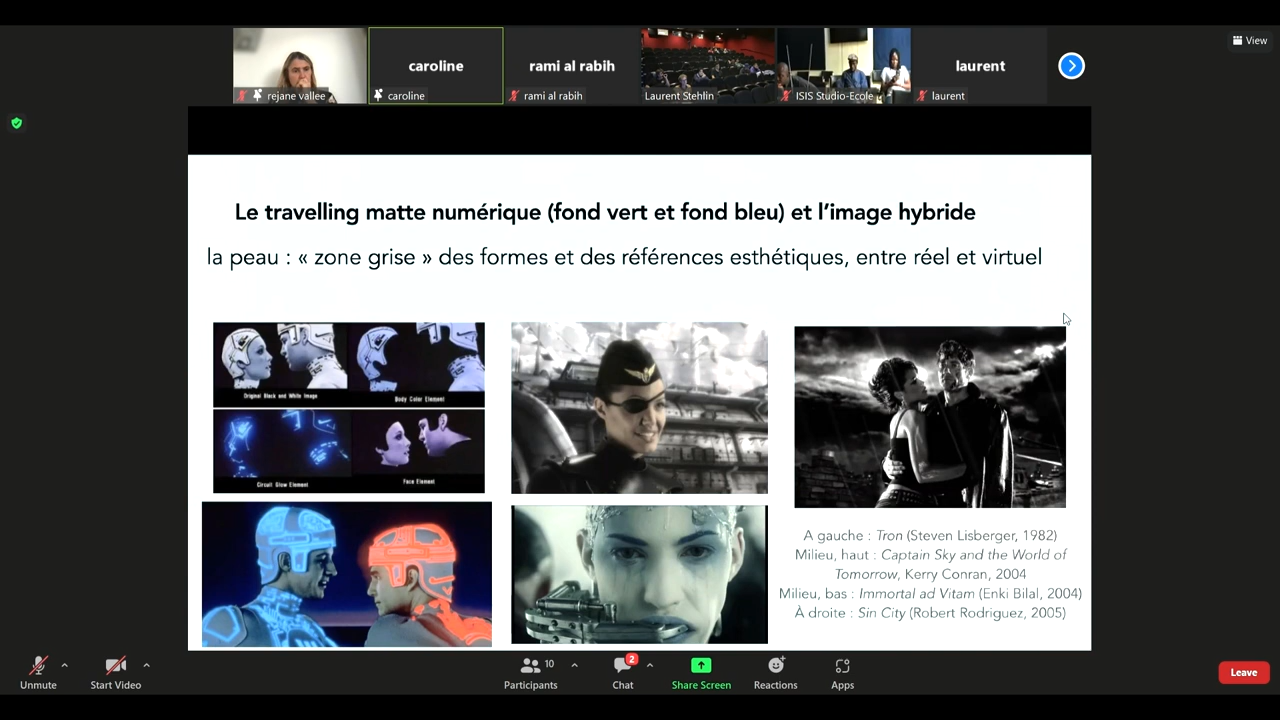 View
caroline
rami al rabih
laurent
rejane vallee
caroline
rami al rabih
Laurent Stehlin
ISIS Studio-Ecole
laurent
Le travelling matte numérique (fond vert et fond bleu) et l'image hybride
la peau : « zone grise » des formes et des références esthétiques, entre réel et virtuel
Original Black and White Image
Body Color Element
Circuit Glow Element
Face Element
A gauche : Tron (Steven Lisberger, 1982)
Milieu, haut : Captain Sky and the World of
Tomorrow, Kerry Conran, 2004
Milieu, bas : Immortal ad Vitam (Enki Bilal, 2004)
À droite : Sin City (Robert Rodriguez, 2005)
Unmute
Start Video
10
Participants
2
Chat
Share Screen
Reactions
Apps
Leave